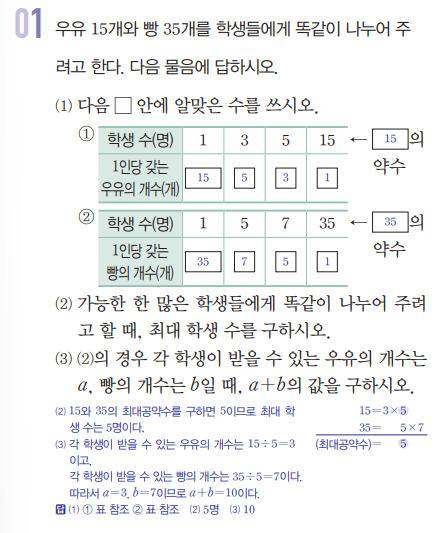 01 우유 15개와 빵 35개를 학생들에게 똑같이 나누어 주
려고 한다. 다음 물음에 답하시오.
(1) 다음 □ 안에 알맞은 수를 쓰시오.
① 학생 수(명) 1 3 5 15 ← 15 의
약수
1인당 갖는
우유의 개수(개) 15 5 3 1
② 학생 수(명) 1 5 7 35 ← 35 의
약수
1인당 갖는
빵의 개수(개) 35 7 5 1
(2) 가능한 한 많은 학생들에게 똑같이 나누어 주려
고 할 때, 최대 학생 수를 구하시오.
(3) (2)의 경우 각 학생이 받을 수 있는 우유의 개수는
a, 빵의 개수는 b일 때, a+b의 값을 구하시오.
(2) 15와 35의 최대공약수를 구하면 5이므로 최대 학
생 수는 5명이다.
15=3×5
35= 5×7
(최대공약수)= 5
(3) 각 학생이 받을 수 있는 우유의 개수는 15÷5=3
이고,
각 학생이 받을 수 있는 빵의 개수는 35÷5=7이다.
따라서 a=3, b=7이므로 a+b=10이다.
답 (1) ① 표 참조 ② 표 참조 (2) 5명 (3) 10